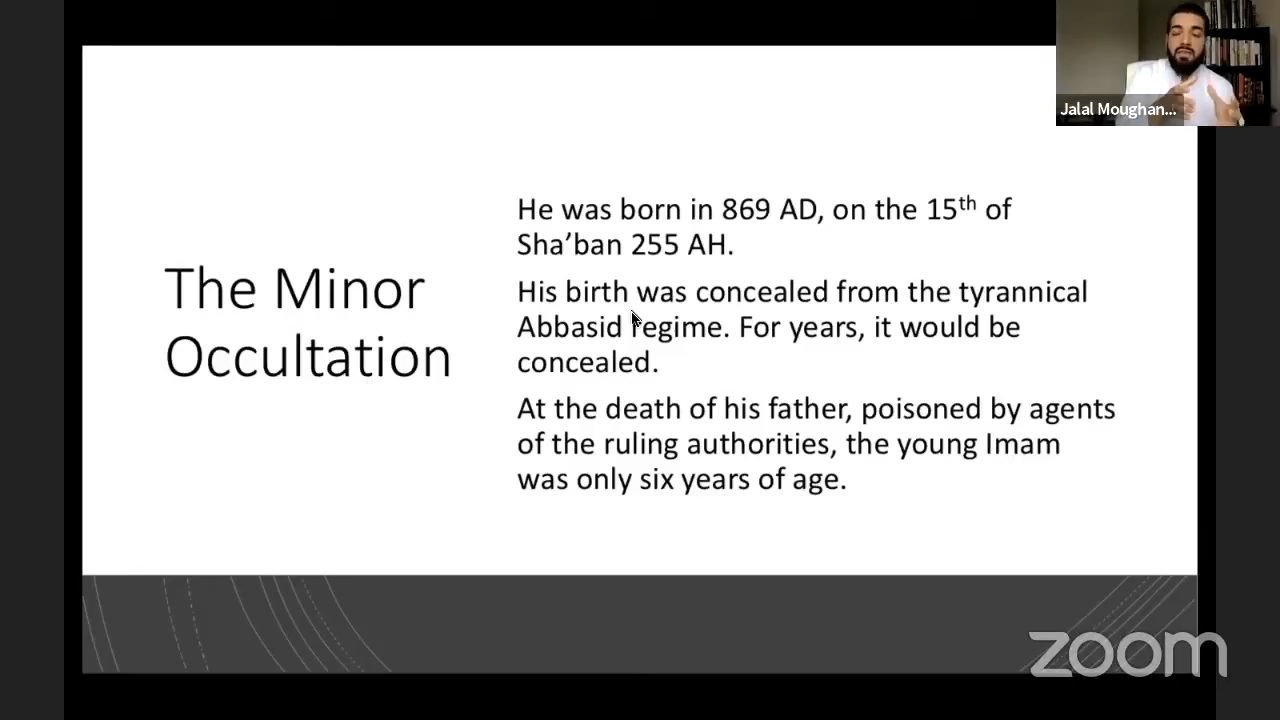 Jalal Moughan...
The Minor
Occultation
He was born in 869 AD, on the 15th of
Sha’ban 255 AH.
His birth was concealed from the tyrannical
Abbasid regime. For years, it would be
concealed.
At the death of his father, poisoned by agents
of the ruling authorities, the young Imam
was only six years of age.
zoom